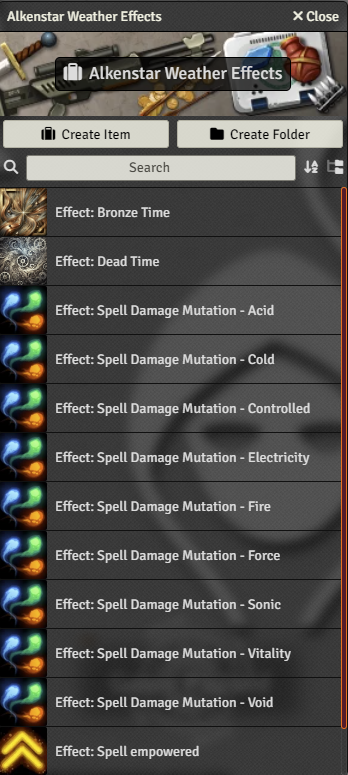 Alkenstar Weather Effects
Close
Alkenstar Weather Effects
Create Item
Create Folder
Search
Effect: Bronze Time
Effect: Dead Time
Effect: Spell Damage Mutation - Acid
Effect: Spell Damage Mutation - Cold
Effect: Spell Damage Mutation - Controlled
Effect: Spell Damage Mutation - Electricity
Effect: Spell Damage Mutation - Fire
Effect: Spell Damage Mutation - Force
Effect: Spell Damage Mutation - Sonic
Effect: Spell Damage Mutation - Vitality
Effect: Spell Damage Mutation - Void
Effect: Spell empowered